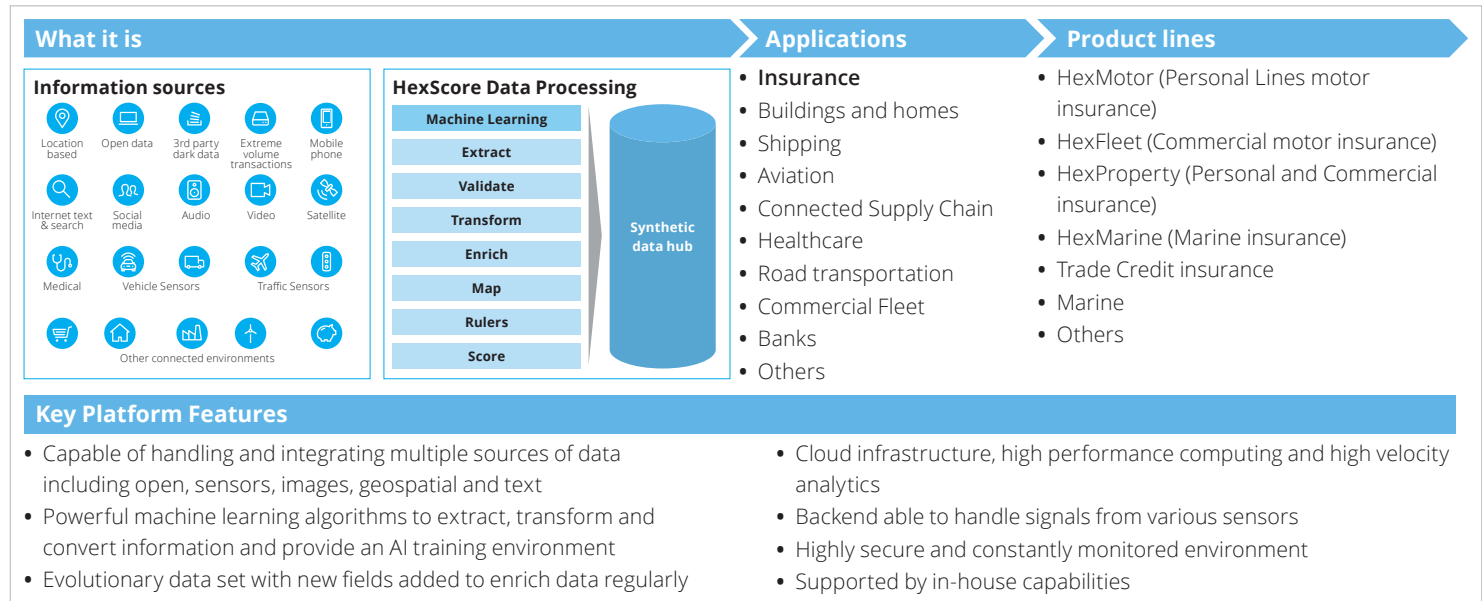 What it is
Applications
Product lines
Information sources
Location
based
Open data
3rd party
dark data
Extreme
volume
transactions
Mobile
phone
Internet text
& search
Social
media
Audio
Video
Satellite
Medical
Vehicle Sensors
Traffic Sensors
Other connected environments
HexScore Data Processing
Machine Learning
Extract
Validate
Transform
Enrich
Map
Rulers
Score
Synthetic
data hub
• Insurance
• Buildings and homes
• Shipping
• Aviation
• Connected Supply Chain
• Healthcare
• Road transportation
• Commercial Fleet
• Banks
• Others
• HexMotor (Personal Lines motor
insurance)
• HexFleet (Commercial motor insurance)
• HexProperty (Personal and Commercial
insurance)
• HexMarine (Marine insurance)
• Trade Credit insurance
• Marine
• Others
Key Platform Features
• Capable of handling and integrating multiple sources of data
including open, sensors, images, geospatial and text
• Powerful machine learning algorithms to extract, transform and
convert information and provide an AI training environment
• Evolutionary data set with new fields added to enrich data regularly
• Cloud infrastructure, high performance computing and high velocity
analytics
• Backend able to handle signals from various sensors
• Highly secure and constantly monitored environment
• Supported by in-house capabilities